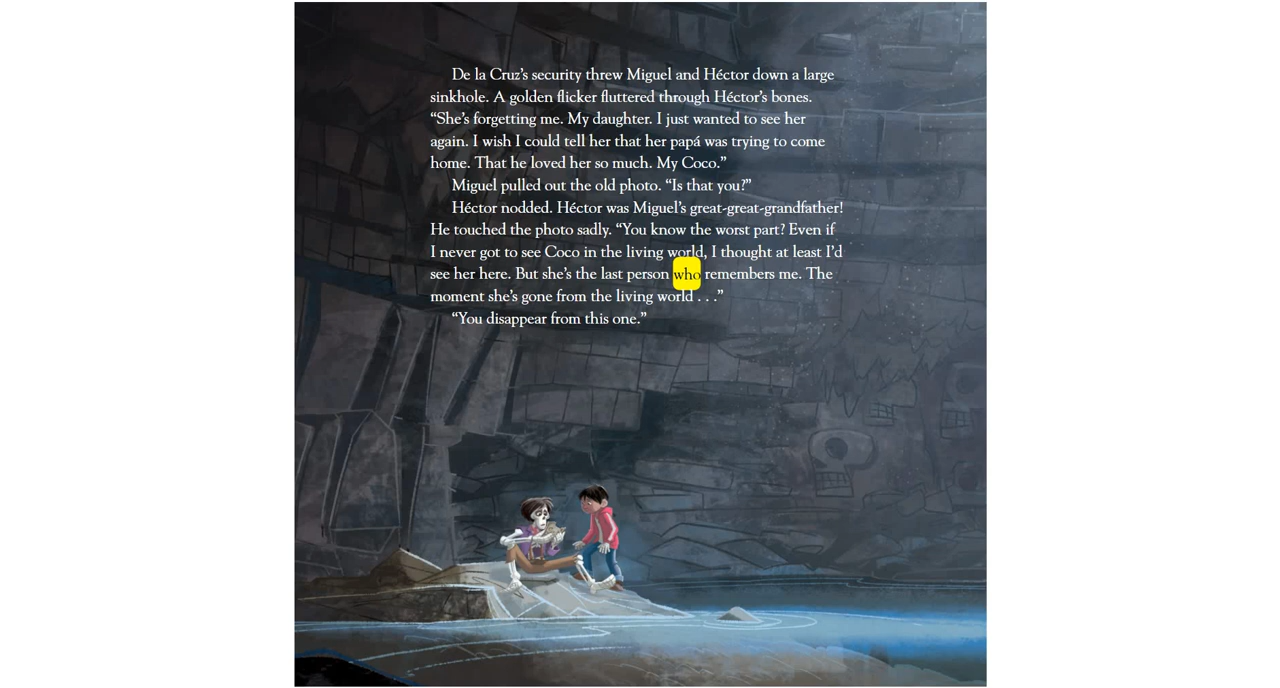 De la Cruz’s security threw Miguel and Héctor down a large
sinkhole. A golden flicker fluttered through Héctor’s bones.
“She’s forgetting me. My daughter. I just wanted to see her
again. I wish I could tell her that her papá was trying to come
home. That he loved her so much. My Coco.”
Miguel pulled out the old photo. “Is that you?”
Héctor nodded. Héctor was Miguel’s great-great-grandfather!
He touched the photo sadly. “You know the worst part? Even if
I never got to see Coco in the living world, I thought at least I’d
see her here. But she’s the last person who remembers me. The
moment she’s gone from the living world . . .”
“You disappear from this one.”